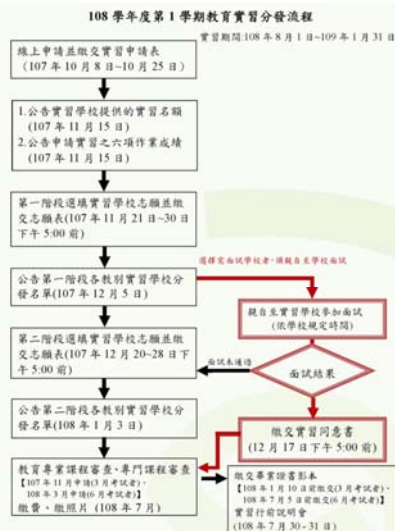 108 學年度第 1 學期教育實習分發流程
實習期間:108 年 8 月 1 日~109 年 1 月 31 日
線上申請並繳交實習申請表
(107 年 10 月 8 日~10 月 25 日)
1.公告實習學校提供的實習名額
(107 年 11 月 15 日)
2.公告申請實習之六項作業成績
(107 年 11 月 15 日)
第一階段選填實習學校志願並繳
交志願表(107 年 11 月 21 日~30 日
下午 5:00 前)
選擇需面試學校者,須親自至學校面試
公告第一階段各教別實習學校分
發名單(107 年 12 月 5 日)
親自至實習學校參加面試
(依學校規定時間)
第二階段選填實習學校志願並繳
交志願表(107 年 12 月 20~28 日下
午 5:00 前)
面試未通過
面試結果
公告第二階段各教別實習學校分
發名單(108 年 1 月 3 日)
繳交實習同意書
(12 月 17 日下午 5:00 前)
教育專業課程審查、專門課程審查
【107 年 11 月申請(3 月考試者)、
108 年 3 月申請(6 月考試者)】
繳費、繳照片 (108 年 7 月)
繳交畢業證書影本
【108 年 1 月 10 日前繳交(3 月考試者)、
108 年 7 月 5 日前繳交(6 月考試者)】
實習行前說明會
(108 年 7 月 30 - 31 日)